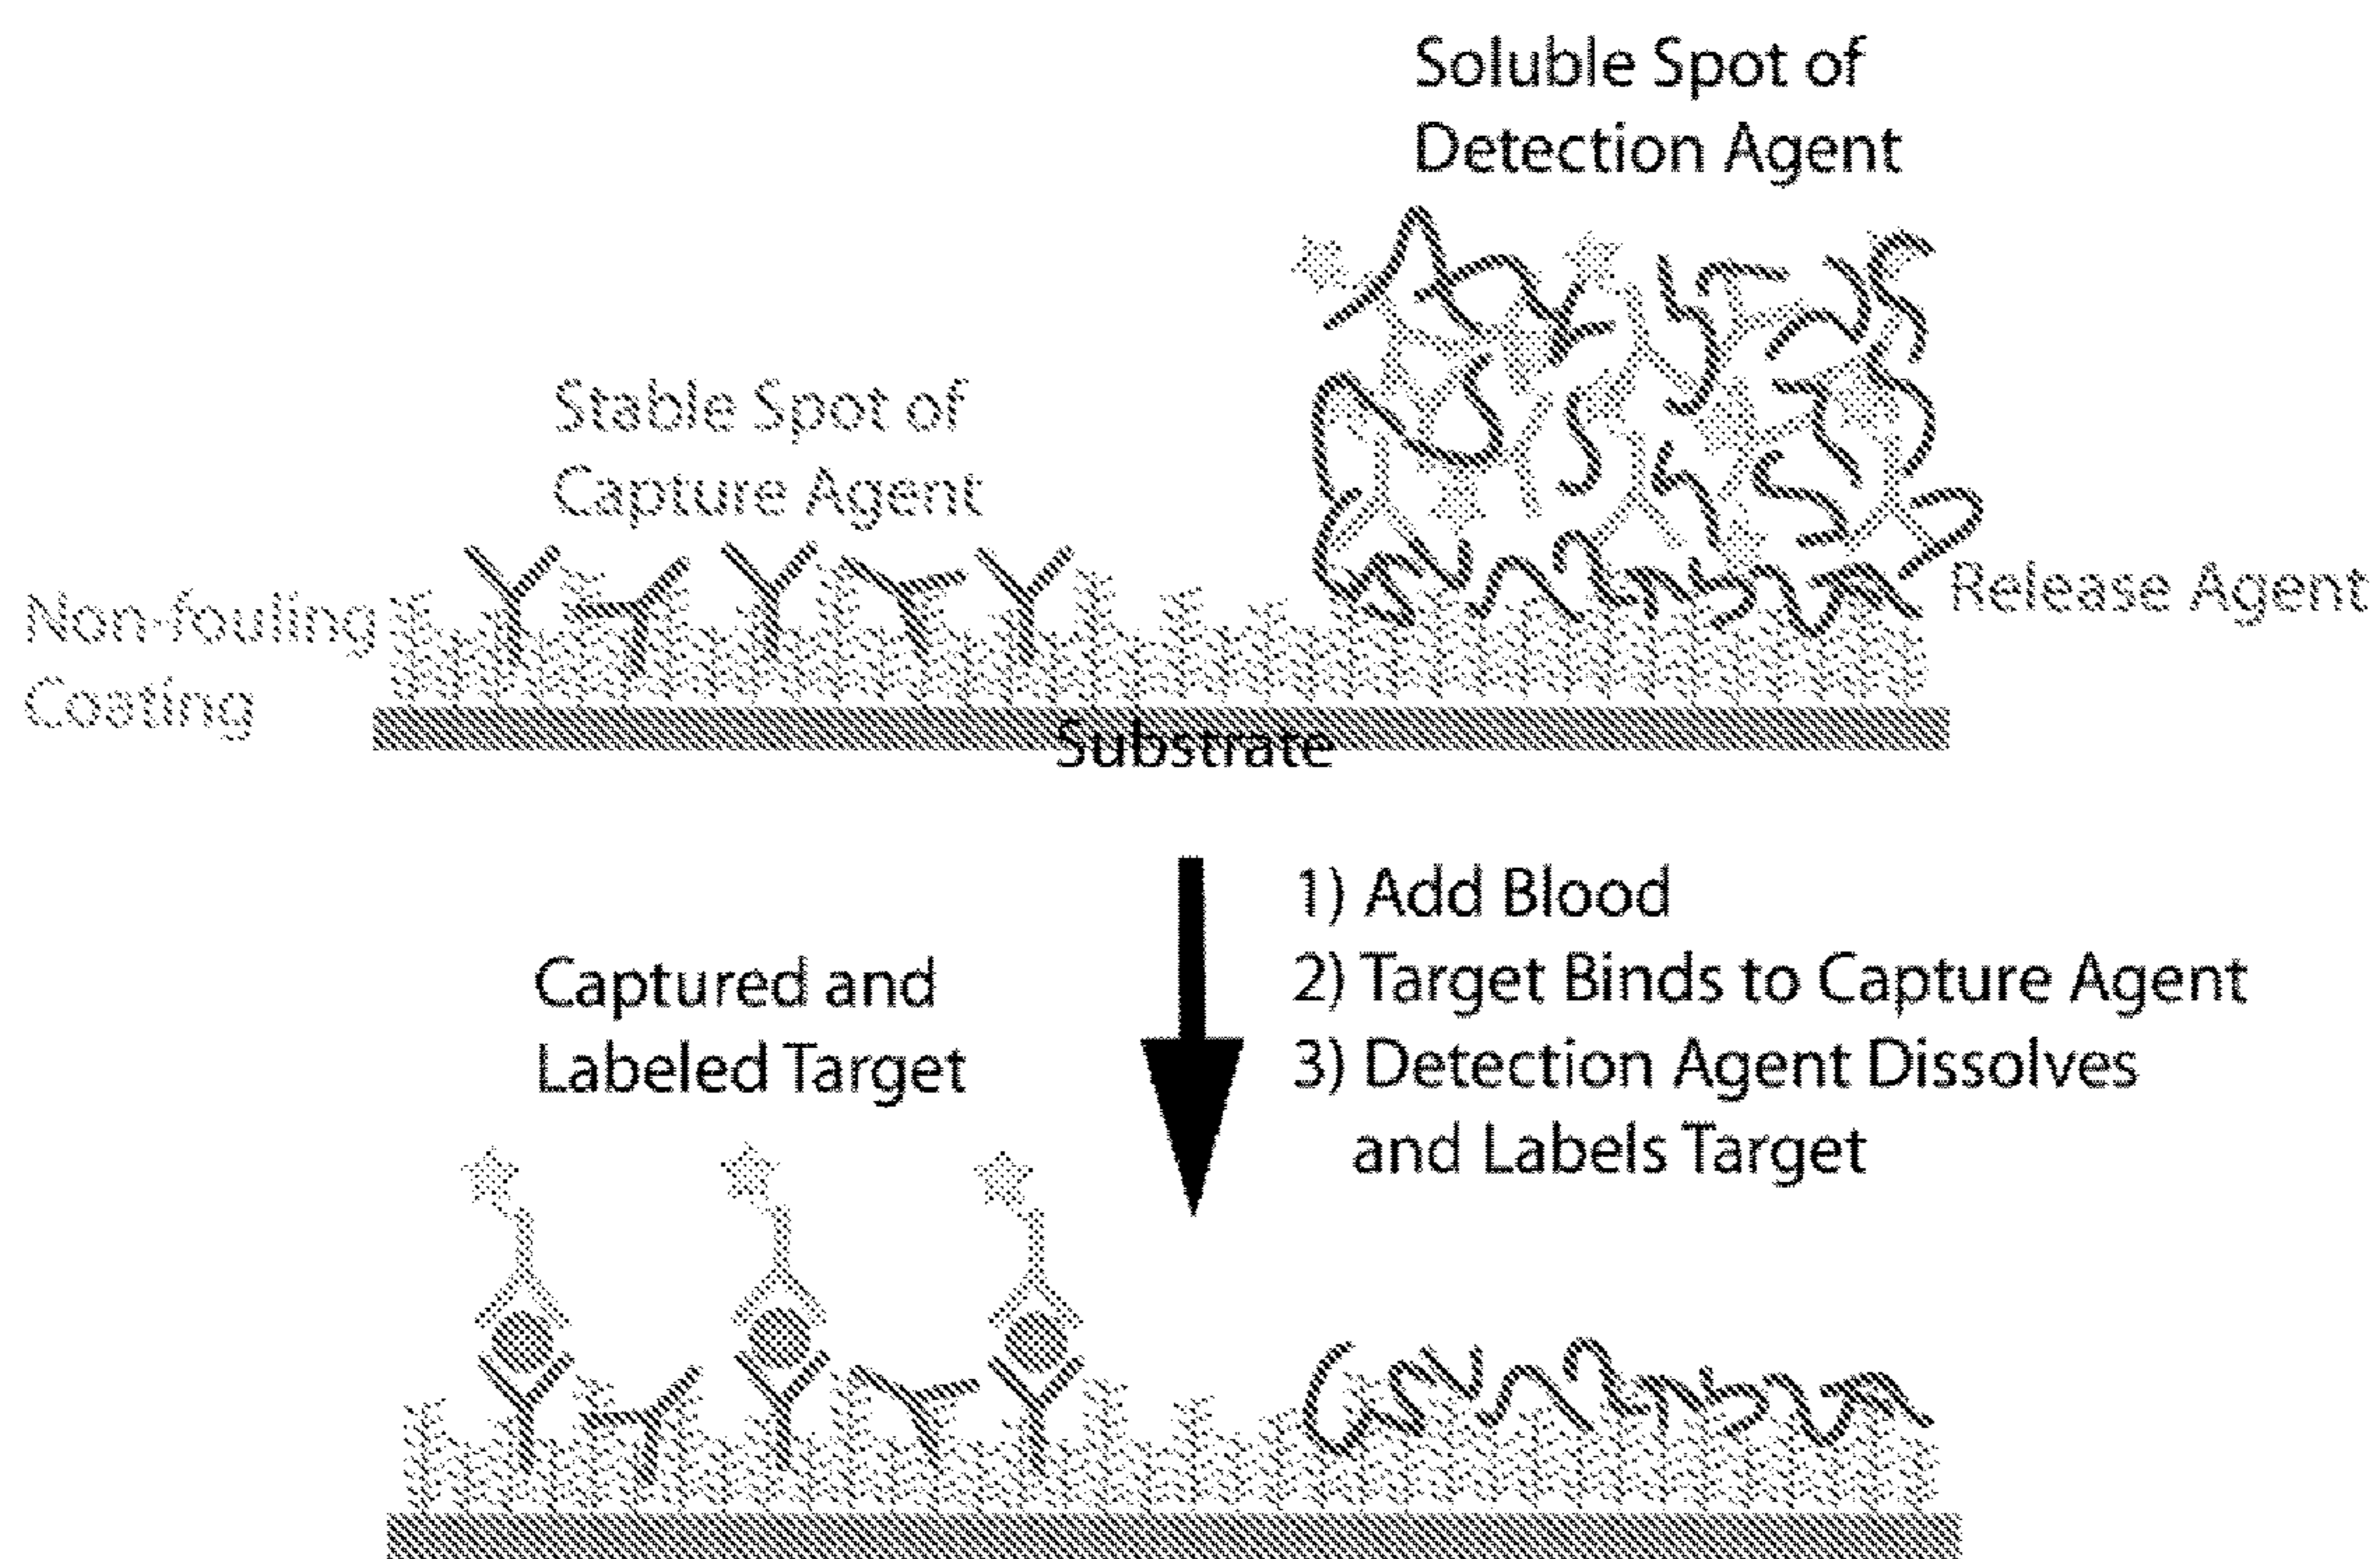 Soluble Spot of
Detection Agent
Stable Spot of
Capture Agent
Non-fouling
Coating
Release Agent
Substrate
1) Add Blood
2) Target Binds to Capture Agent
3) Detection Agent Dissolves
and Labels Target
Captured and
Labeled Target